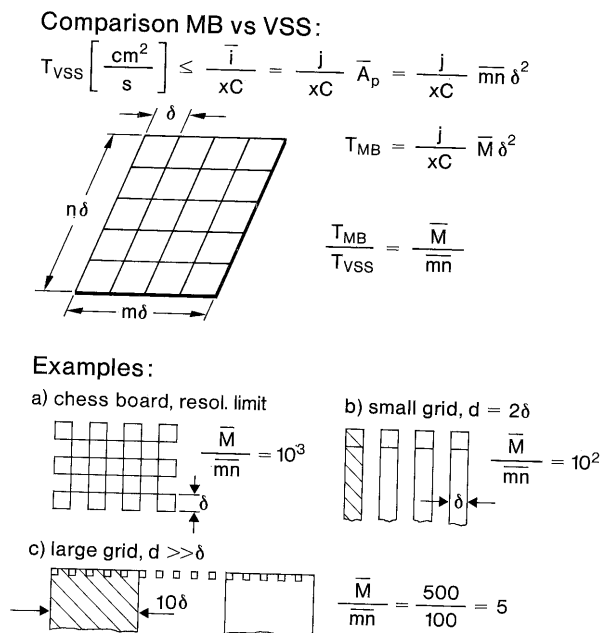 Comparison MB vs VSS:
T_VSS [cm²/s] ≤ i̅/xC = j/xC A̅_p = j/xC m̅n̅ δ²
δ
T_MB = j/xC M̅ δ²
nδ
T_MB/T_VSS = M̅/m̅n̅
mδ
Examples:
a) chess board, resol. limit
M̅/m̅n̅ = 10³
δ
b) small grid, d = 2δ
M̅/m̅n̅ = 10²
δ
c) large grid, d >>δ
10δ
M̅/m̅n̅ = 500/100 = 5